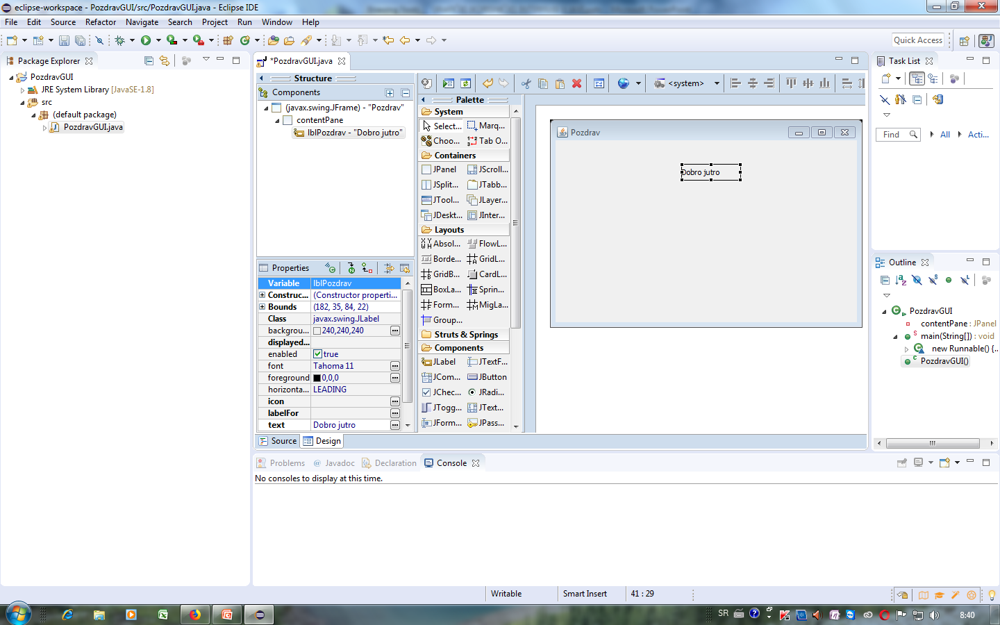 eclipse-workspace - PozdravGUI/src/PozdravGUI.java - Eclipse IDE
File Edit Source Refactor Navigate Search Project Run Window Help
Quick Access
Package Explorer
PozdravGUI
JRE System Library [JavaSE-1.8]
src
(default package)
PozdravGUI.java
*PozdravGUI.java
Structure
Components
(javax.swing.JFrame) - "Pozdrav"
contentPane
lblPozdrav - "Dobro jutro"
Properties
Variable lblPozdrav
Construc... (Constructor properti...
Bounds (182, 35, 84, 22)
Class javax.swing.JLabel
backgrou... 240,240,240
displayed...
enabled true
font Tahoma 11
foreground 0,0,0
horizonta... LEADING
icon
labelFor
text Dobro jutro
<system>
Palette
System
Select... Marq...
Choo... Tab O...
Containers
JPanel JScroll...
JSplit... JTabb...
JTool... JLayer...
JDeskt... JInter...
Layouts
Absol... FlowL...
Borde... GridL...
GridB... CardL...
BoxLa... Sprin...
Form... MigLa...
Group...
Struts & Springs
Components
JLabel JTextF...
JCom... JButton
JChec... JRadi...
JTogg... JText...
JForm... JPass...
Pozdrav
Dobro jutro
Source Design
Problems @ Javadoc Declaration Console
No consoles to display at this time.
Task List
Find All Acti...
Outline
PozdravGUI
contentPane : JPanel
main(String[]) : void
new Runnable() {...
PozdravGUI()
Writable Smart Insert 41 : 29
SR 8:40